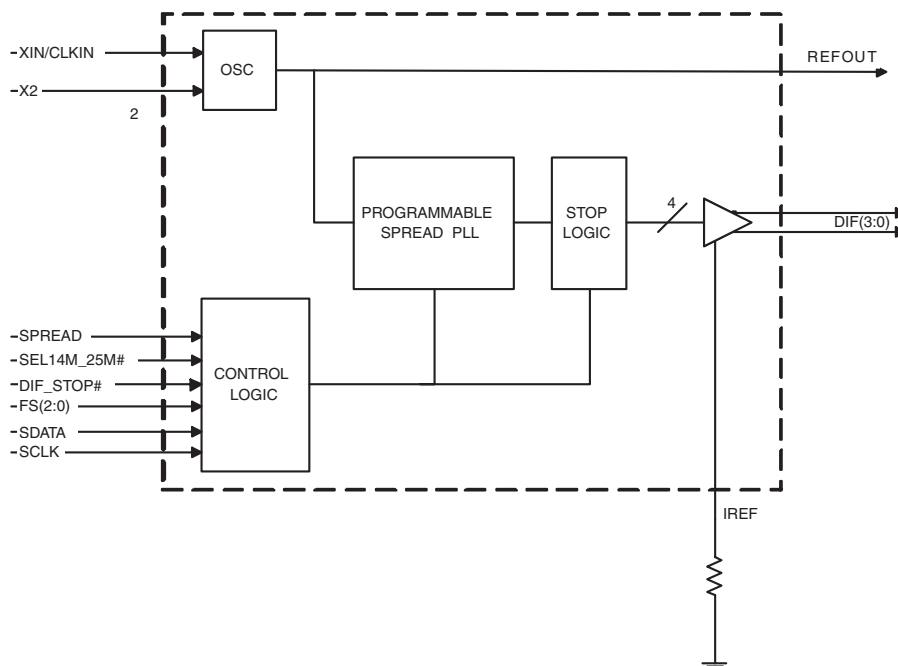 XIN/CLKIN
OSC
REFOUT
X2
2
PROGRAMMABLE
SPREAD PLL
STOP
LOGIC
4
DIF(3:0)
SPREAD
SEL14M_25M#
DIF_STOP#
FS(2:0)
SDATA
SCLK
CONTROL
LOGIC
IREF